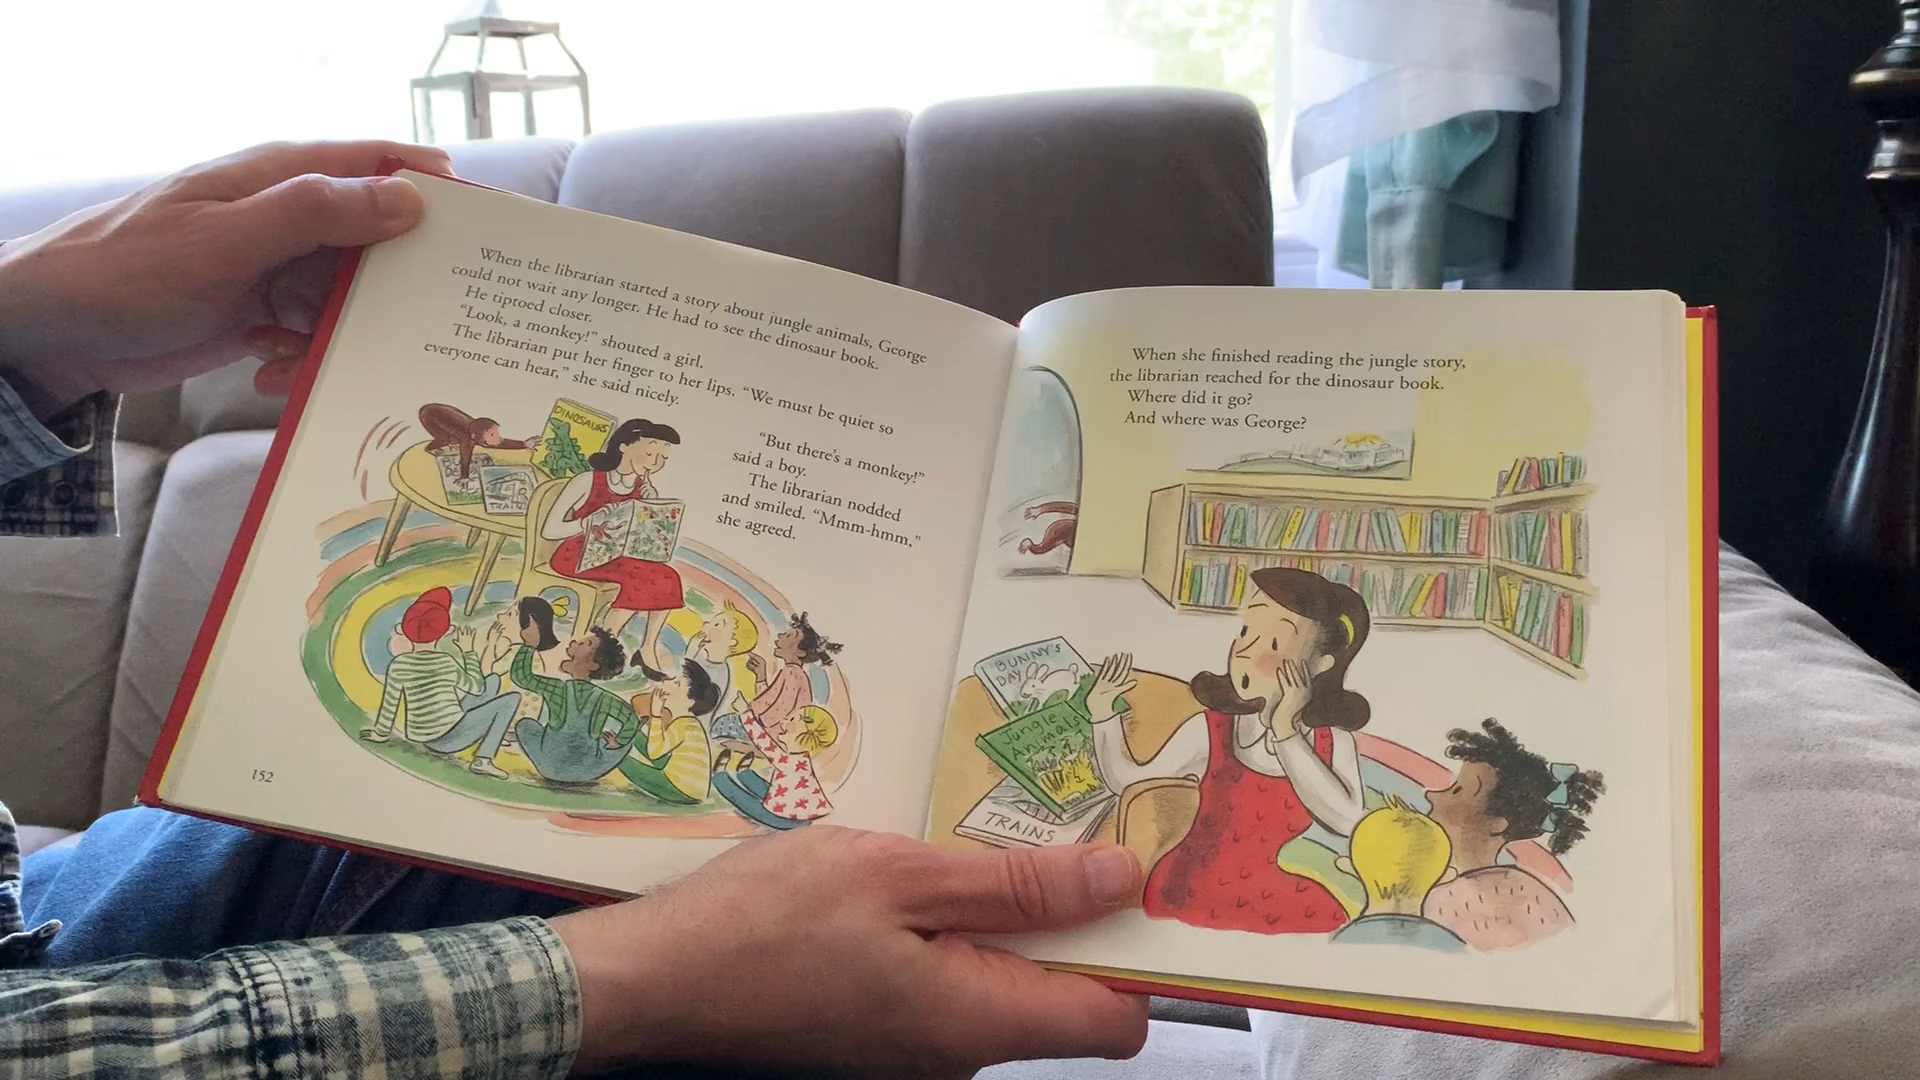 When the librarian started a story about jungle animals, George
could not wait any longer. He had to see the dinosaur book.
He tiptoed closer.
“Look, a monkey!” shouted a girl.
The librarian put her finger to her lips. “We must be quiet so
everyone can hear,” she said nicely.
“But there’s a monkey!”
said a boy.
The librarian nodded
and smiled. “Mmm-hmm,”
she agreed.
DINOSAURS
TRAINS
152
When she finished reading the jungle story,
the librarian reached for the dinosaur book.
Where did it go?
And where was George?
BUNNY'S
DAY
Jungle
Animals
TRAINS